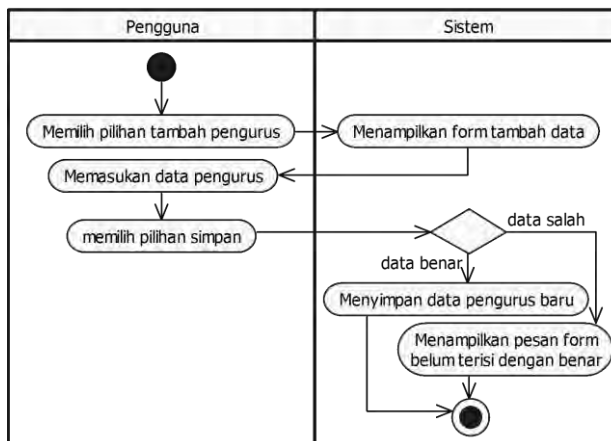 Pengguna
Sistem
Memilih pilihan tambah pengurus
Menampilkan form tambah data
Memasukan data pengurus
memilih pilihan simpan
data salah
data benar
Menyimpan data pengurus baru
Menampilkan pesan form
belum terisi dengan benar